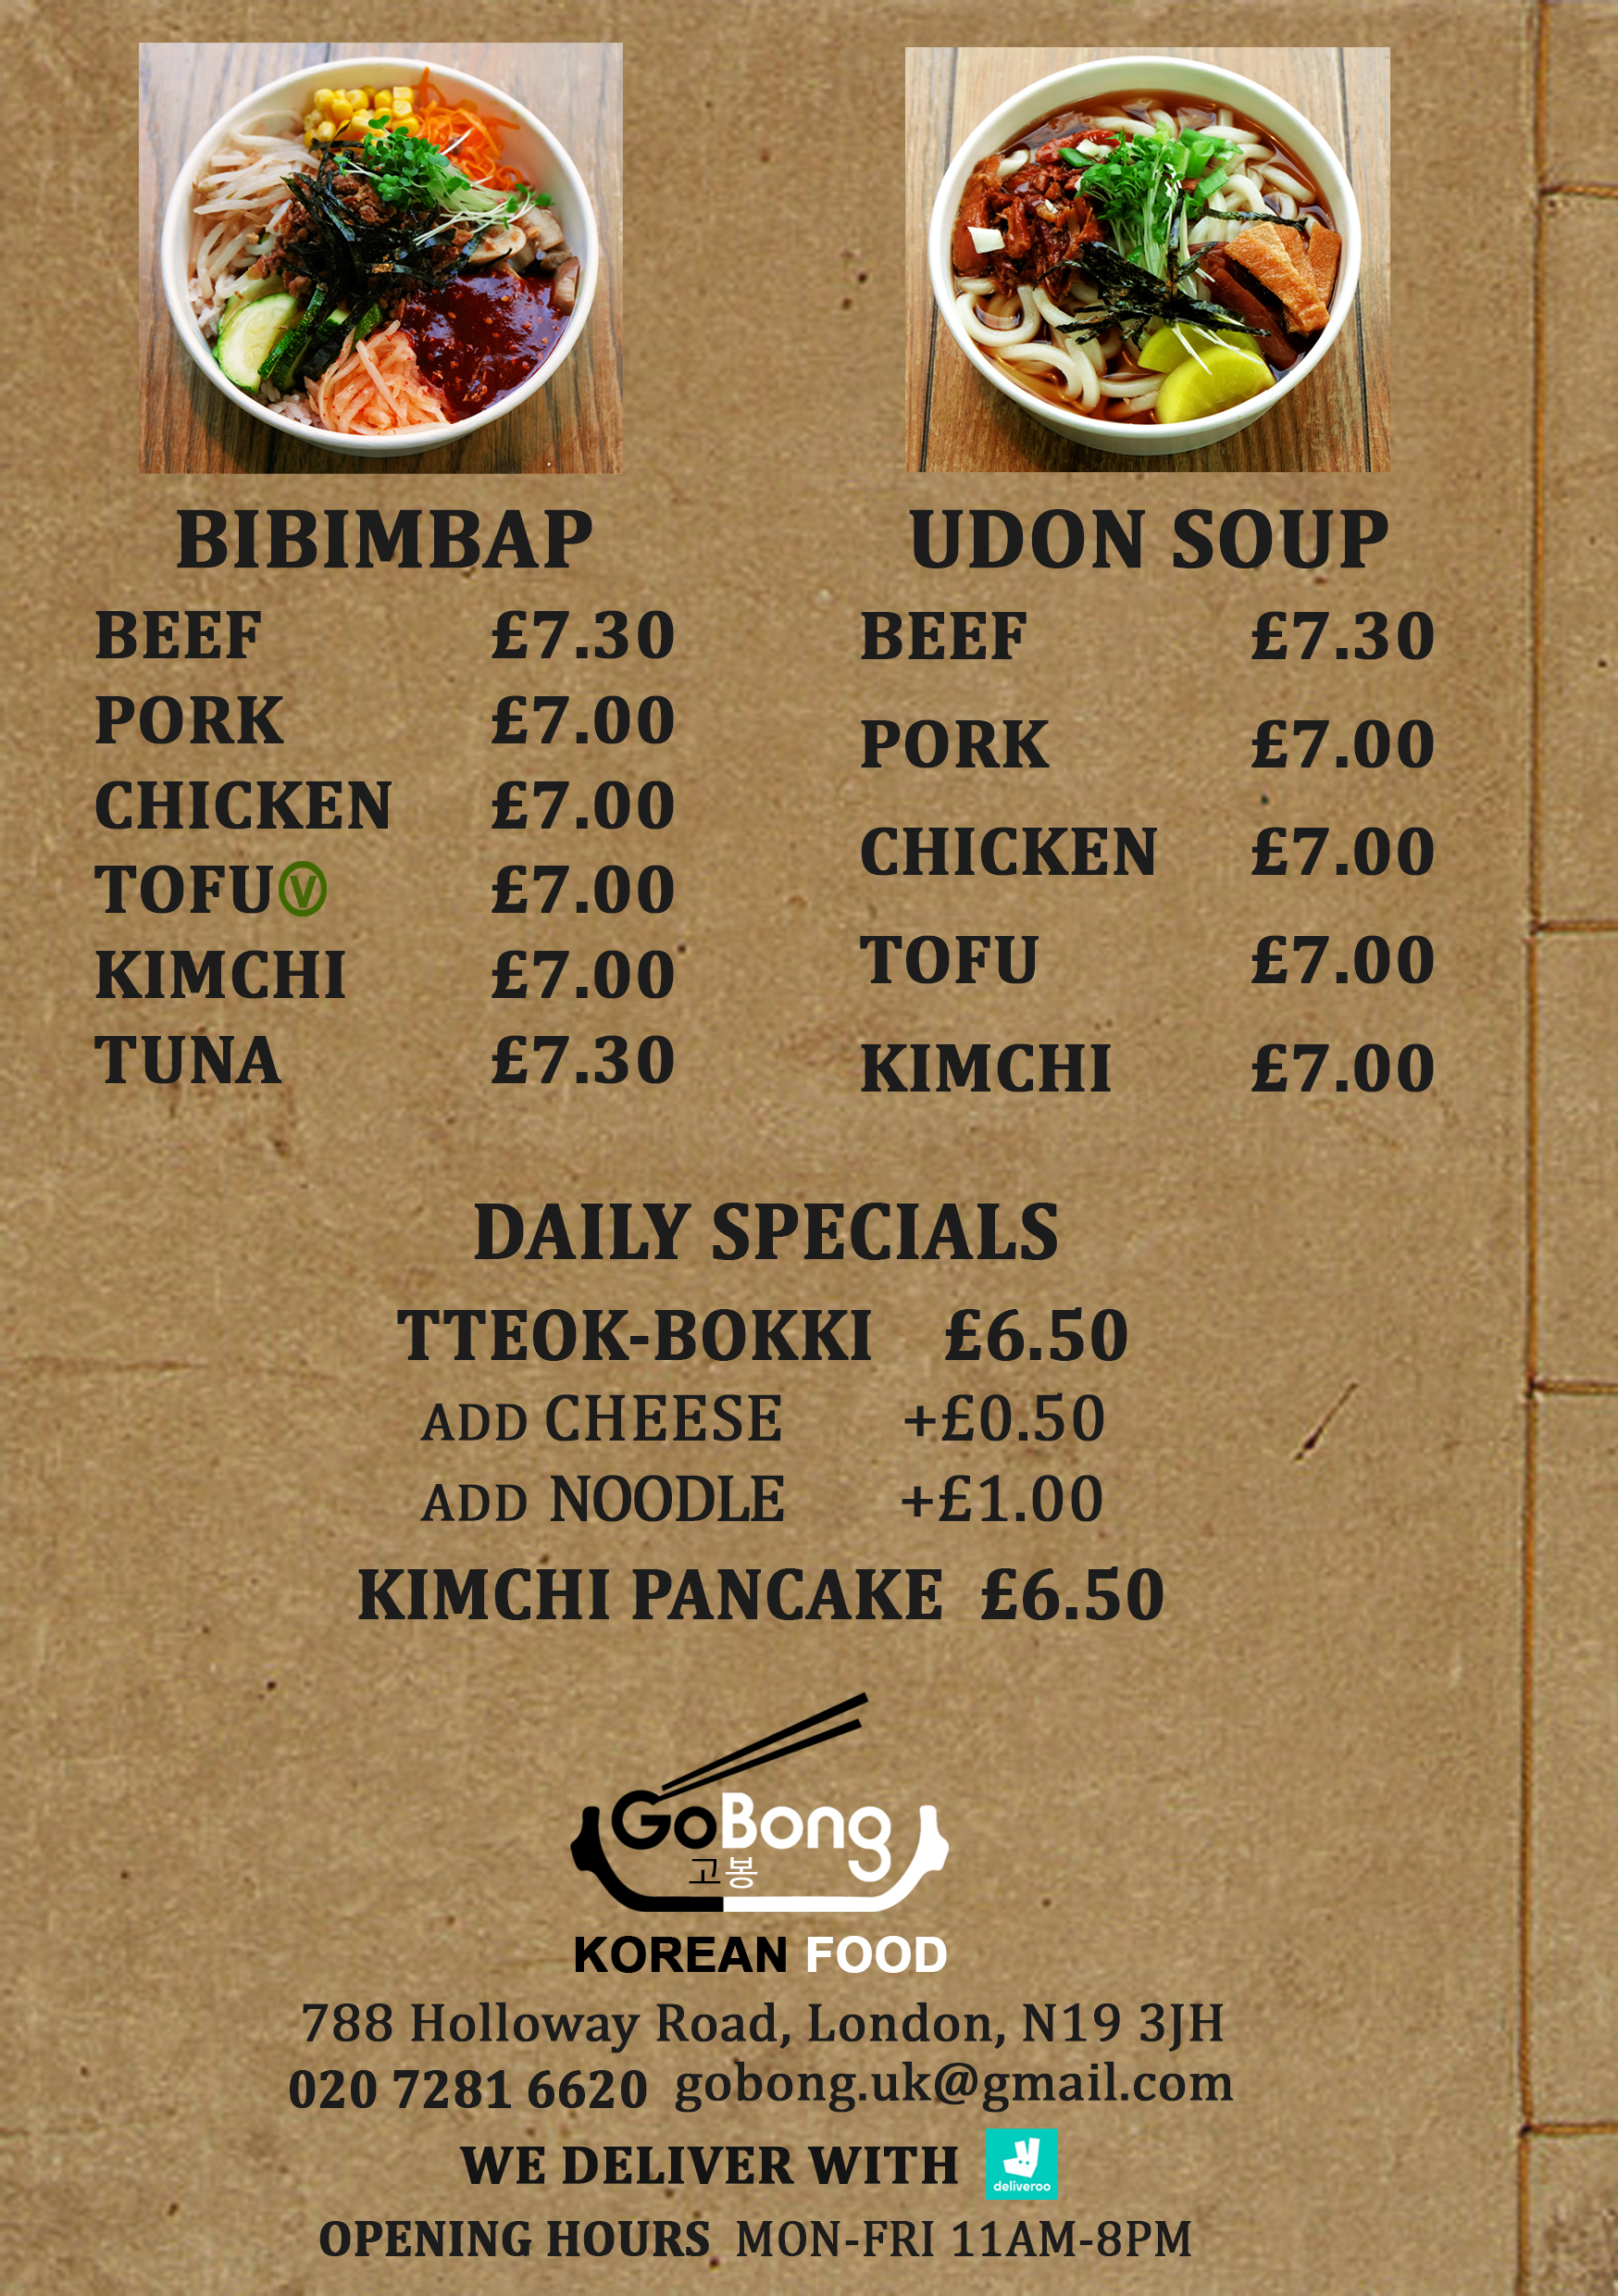 BIBIMBAP
BEEF £7.30
PORK £7.00
CHICKEN £7.00
TOFU Ⓥ £7.00
KIMCHI £7.00
TUNA £7.30
UDON SOUP
BEEF £7.30
PORK £7.00
CHICKEN £7.00
TOFU £7.00
KIMCHI £7.00
DAILY SPECIALS
TTEOK-BOKKI £6.50
ADD CHEESE +£0.50
ADD NOODLE +£1.00
KIMCHI PANCAKE £6.50
GoBong
고봉
KOREAN FOOD
788 Holloway Road, London, N19 3JH
020 7281 6620 gobong.uk@gmail.com
WE DELIVER WITH deliveroo
OPENING HOURS MON-FRI 11AM-8PM